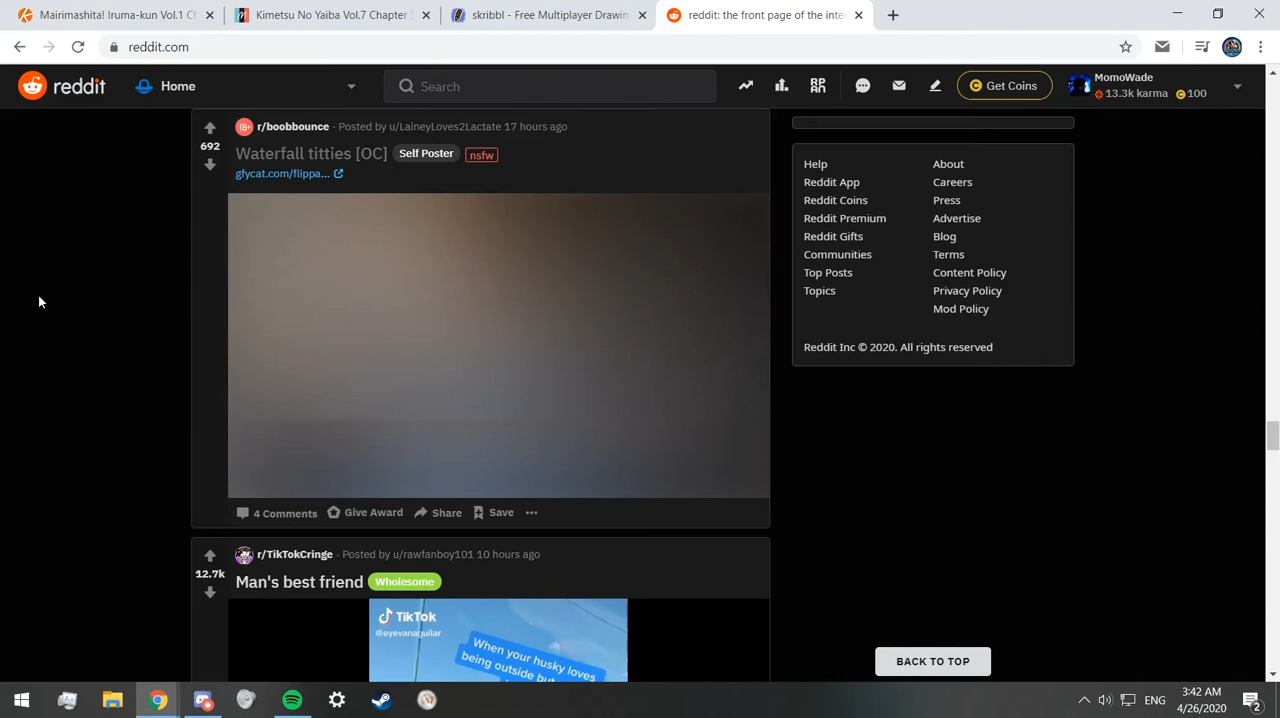 Mairimashita! Iruma-kun Vol.1 Ch
Kimetsu No Yaiba Vol.7 Chapter
skribbl - Free Multiplayer Drawin
reddit: the front page of the inte
reddit.com
reddit
Home
Search
Get Coins
MomoWade
13.3k karma
100
r/boobbounce · Posted by u/LaineyLoves2Lactate 17 hours ago
692
Waterfall titties [OC] Self Poster nsfw
gfycat.com/flippa...
4 Comments Give Award Share Save
r/TikTokCringe · Posted by u/rawfanboy101 10 hours ago
12.7k
Man's best friend Wholesome
TikTok
@eyevanaguilar
When your husky loves
being outside but
Help About
Reddit App Careers
Reddit Coins Press
Reddit Premium Advertise
Reddit Gifts Blog
Communities Terms
Top Posts Content Policy
Topics Privacy Policy
Mod Policy
Reddit Inc © 2020. All rights reserved
BACK TO TOP
ENG
3:42 AM
4/26/2020
2